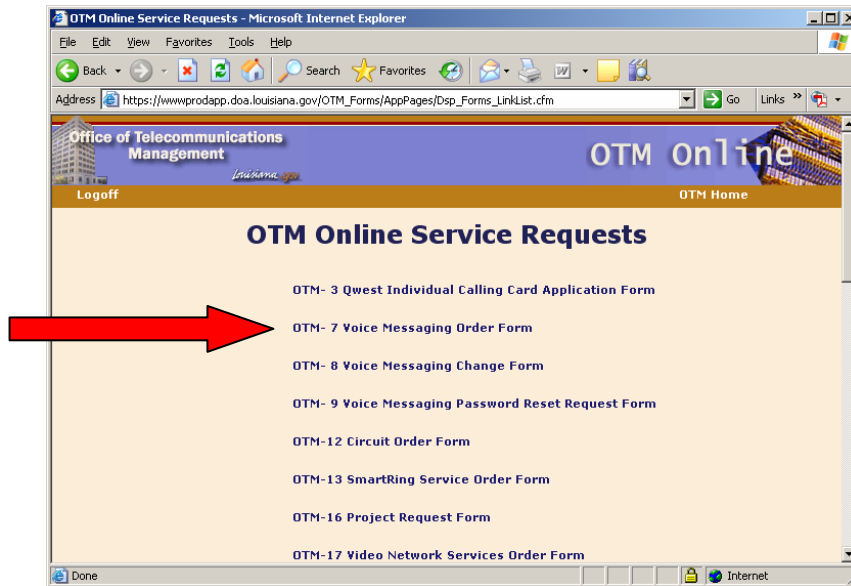 OTM Online Service Requests - Microsoft Internet Explorer
File Edit View Favorites Tools Help
Back Search Favorites
Address https://wwwprodapp.doa.louisiana.gov/OTM_Forms/AppPages/Dsp_Forms_LinkList.cfm Go Links »
Office of Telecommunications
Management
Louisiana.gov
OTM Online
Logoff OTM Home
OTM Online Service Requests
OTM- 3 Qwest Individual Calling Card Application Form
OTM- 7 Voice Messaging Order Form
OTM- 8 Voice Messaging Change Form
OTM- 9 Voice Messaging Password Reset Request Form
OTM-12 Circuit Order Form
OTM-13 SmartRing Service Order Form
OTM-16 Project Request Form
OTM-17 Video Network Services Order Form
Done Internet